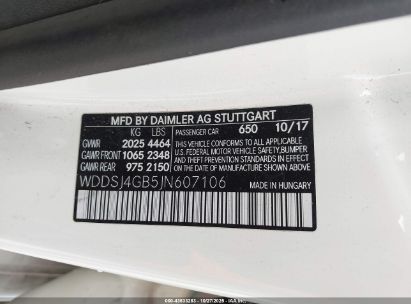 MFD BY DAIMLER AG STUTTGART
KG LBS PASSENGER CAR 650 10/17
GVWR 2025 4464
GAWR FRONT 1065 2348
GAWR REAR 975 2150
THIS VEHICLE CONFORMS TO ALL
APPLICABLE U.S. FEDERAL
MOTOR VEHICLE SAFETY, BUMPER
AND THEFT PREVENTION STANDARDS
IN EFFECT ON THE DATE OF
MANUFACTURE SHOWN ABOVE
WDDSJ4GB5JN607106
MADE IN HUNGARY